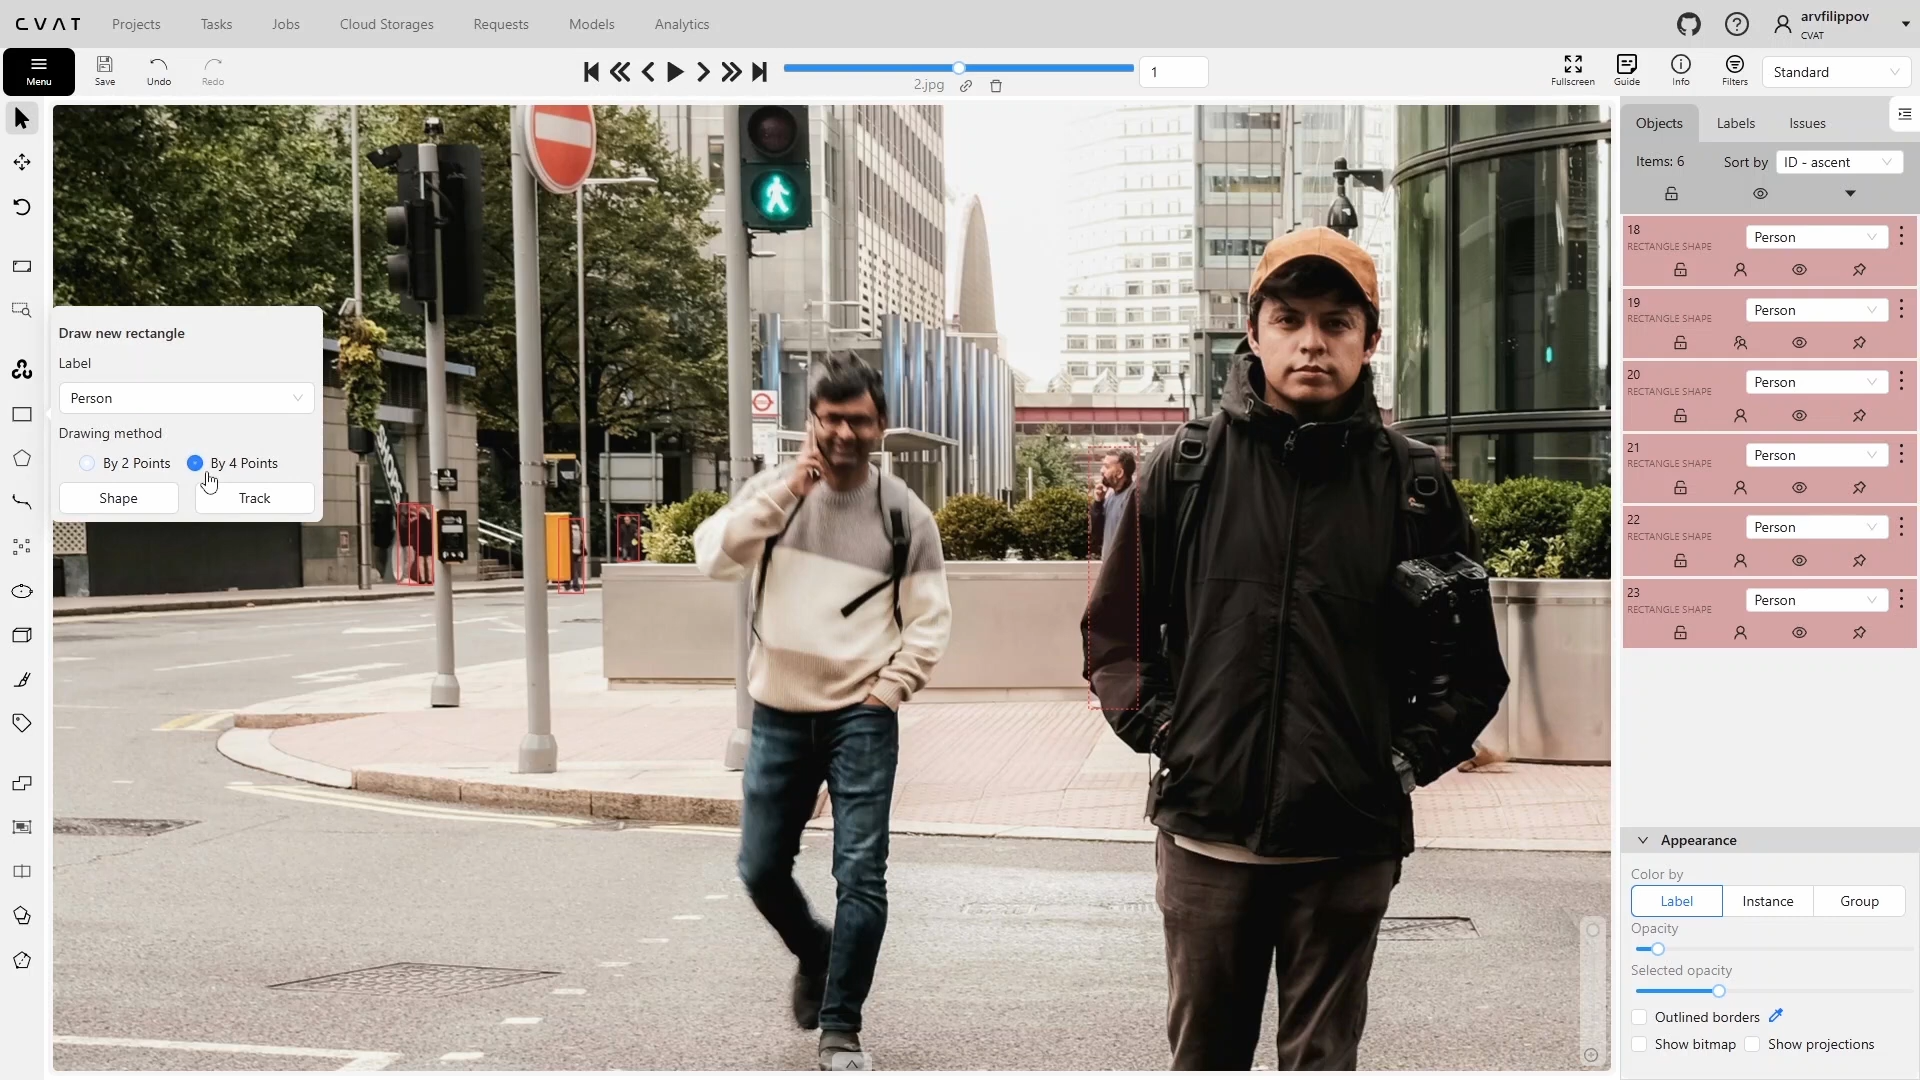 CVAT Projects Tasks Jobs Cloud Storages Requests Models Analytics arvfilippov
CVAT
Menu Save Undo Redo 2.jpg 1 Fullscreen Guide Info Filters Standard
Draw new rectangle
Label
Person
Drawing method
By 2 Points By 4 Points
Shape Track
Objects Labels Issues
Items: 6 Sort by ID - ascent
18
RECTANGLE SHAPE Person
19
RECTANGLE SHAPE Person
20
RECTANGLE SHAPE Person
21
RECTANGLE SHAPE Person
22
RECTANGLE SHAPE Person
23
RECTANGLE SHAPE Person
Appearance
Color by
Label Instance Group
Opacity
Selected opacity
Outlined borders
Show bitmap Show projections